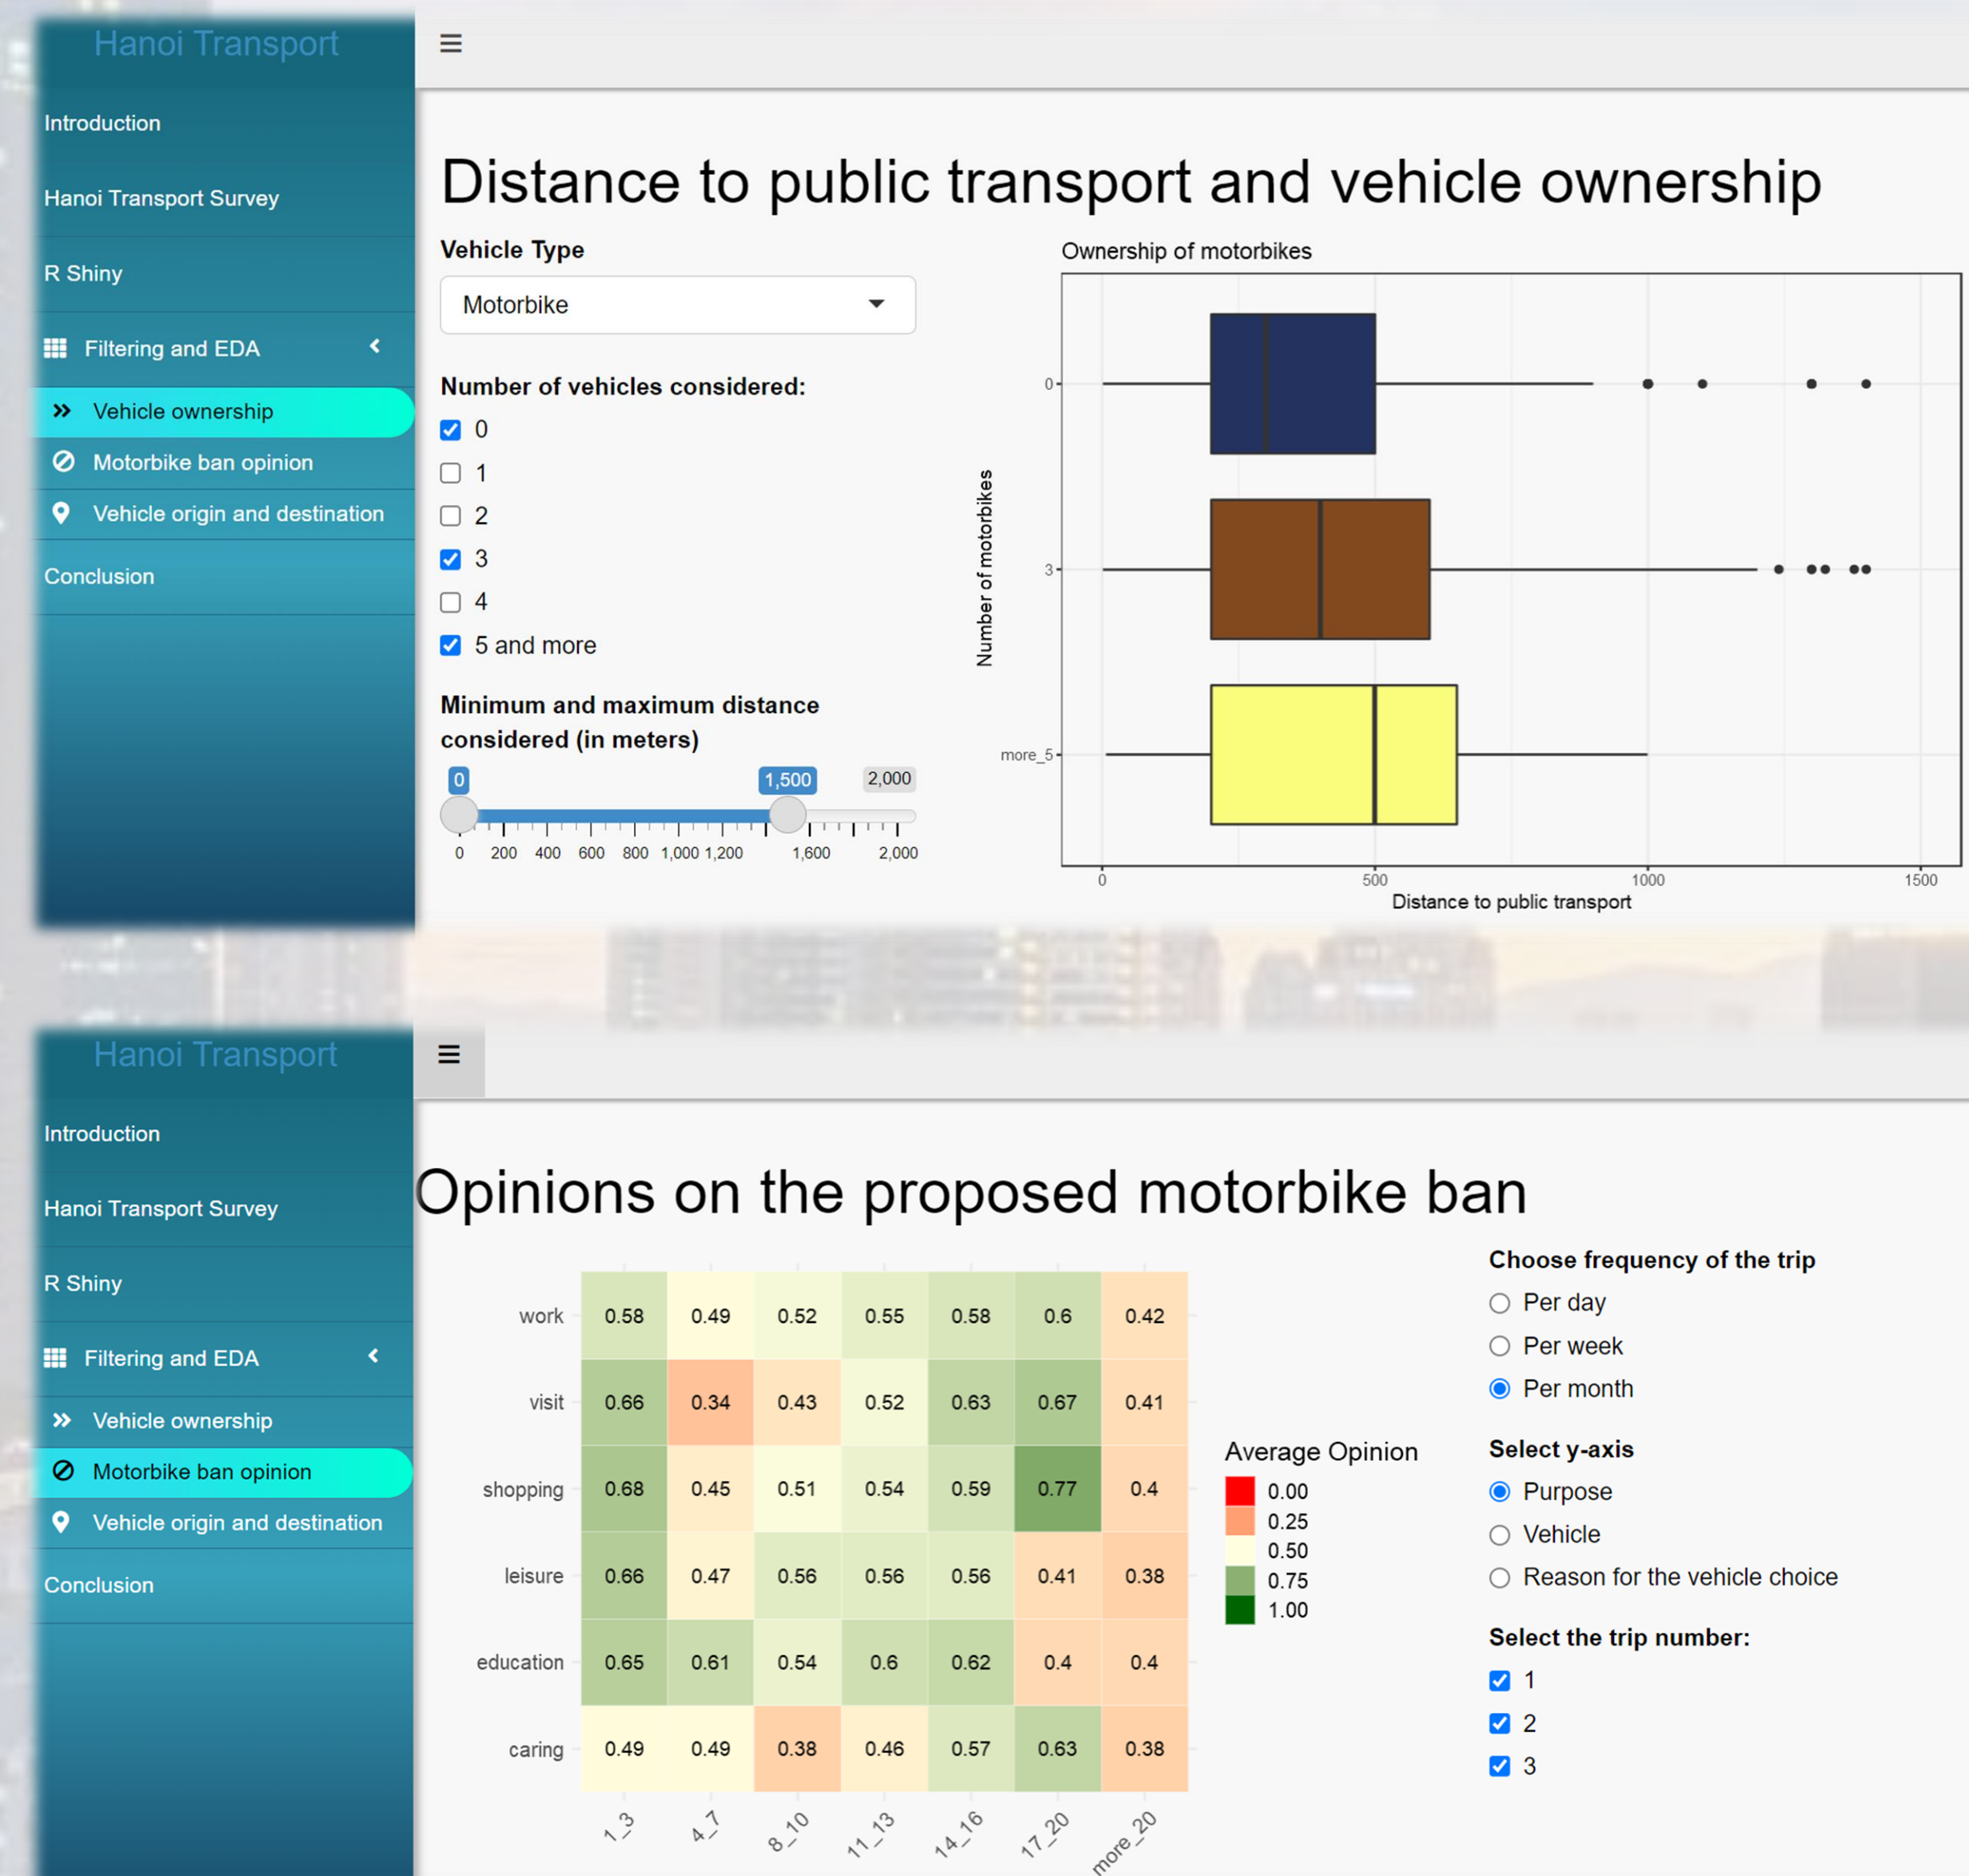 Hanoi Transport
Introduction
Hanoi Transport Survey
R Shiny
Filtering and EDA
Vehicle ownership
Motorbike ban opinion
Vehicle origin and destination
Conclusion
Distance to public transport and vehicle ownership
Vehicle Type
Motorbike
Number of vehicles considered:
0
1
2
3
4
5 and more
Minimum and maximum distance
considered (in meters)
0 1,500 2,000
0 200 400 600 800 1,000 1,200 1,600 2,000
Ownership of motorbikes
Number of motorbikes
0
3
more_5
0 500 1000 1500
Distance to public transport
Hanoi Transport
Introduction
Hanoi Transport Survey
R Shiny
Filtering and EDA
Vehicle ownership
Motorbike ban opinion
Vehicle origin and destination
Conclusion
Opinions on the proposed motorbike ban
work 0.58 0.49 0.52 0.55 0.58 0.6 0.42
visit 0.66 0.34 0.43 0.52 0.63 0.67 0.41
shopping 0.68 0.45 0.51 0.54 0.59 0.77 0.4
leisure 0.66 0.47 0.56 0.56 0.56 0.41 0.38
education 0.65 0.61 0.54 0.6 0.62 0.4 0.4
caring 0.49 0.49 0.38 0.46 0.57 0.63 0.38
1_3 4_7 8_10 11_13 14_16 17_20 more_20
Average Opinion
0.00
0.25
0.50
0.75
1.00
Choose frequency of the trip
Per day
Per week
Per month
Select y-axis
Purpose
Vehicle
Reason for the vehicle choice
Select the trip number:
1
2
3